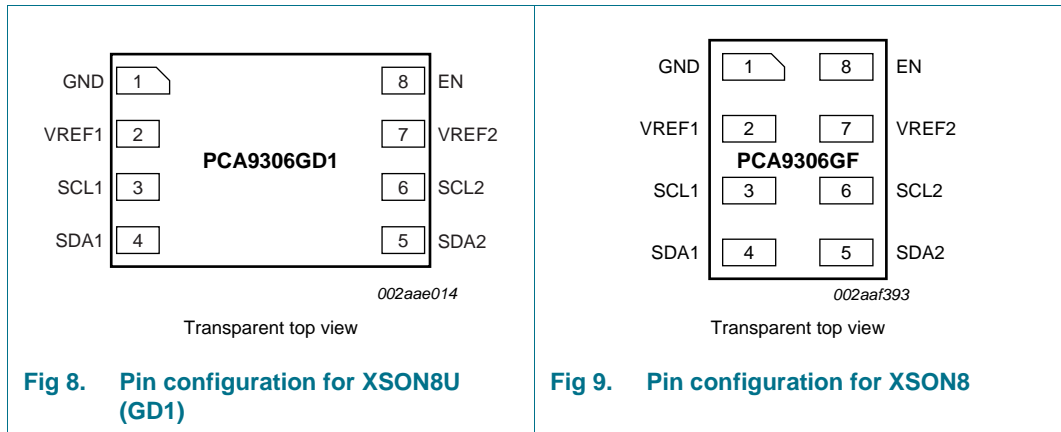 GND 1 8 EN
VREF1 2 7 VREF2
PCA9306GD1
SCL1 3 6 SCL2
SDA1 4 5 SDA2
002aae014
Transparent top view
Fig 8. Pin configuration for XSON8U
(GD1)
GND 1 8 EN
VREF1 2 7 VREF2
PCA9306GF
SCL1 3 6 SCL2
SDA1 4 5 SDA2
002aaf393
Transparent top view
Fig 9. Pin configuration for XSON8